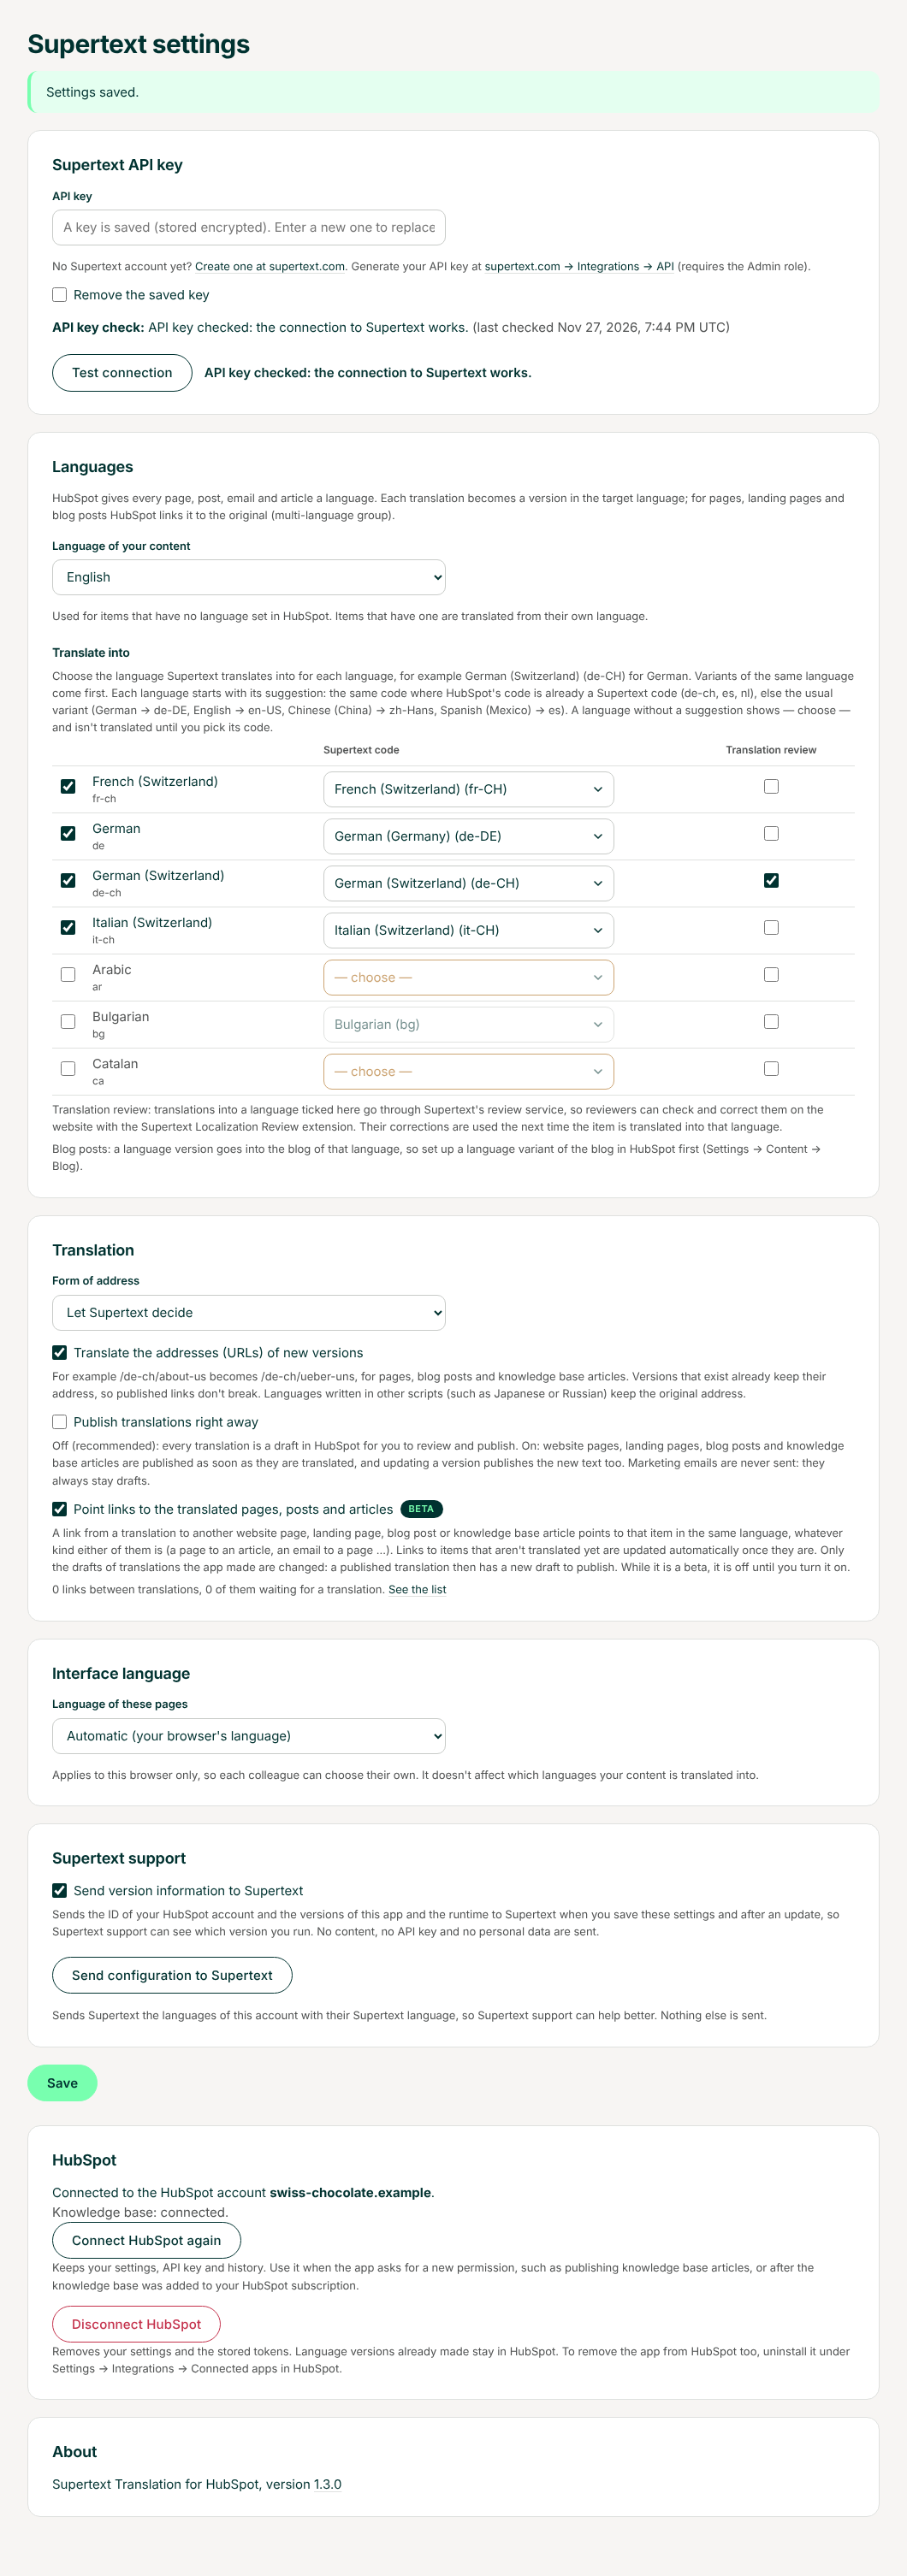 Supertext settings
Settings saved.
Supertext API key
API key
A key is saved (stored encrypted). Enter a new one to replace
No Supertext account yet? Create one at supertext.com. Generate your API key at supertext.com → Integrations → API (requires the Admin role).
Remove the saved key
API key check: API key checked: the connection to Supertext works. (last checked Nov 27, 2026, 7:44 PM UTC)
Test connection API key checked: the connection to Supertext works.
Languages
HubSpot gives every page, post, email and article a language. Each translation becomes a version in the target language; for pages, landing pages and
blog posts HubSpot links it to the original (multi-language group).
Language of your content
English
Used for items that have no language set in HubSpot. Items that have one are translated from their own language.
Translate into
Choose the language Supertext translates into for each language, for example German (Switzerland) (de-CH) for German. Variants of the same language
come first. Each language starts with its suggestion: the same code where HubSpot's code is already a Supertext code (de-ch, es, nl), else the usual
variant (German → de-DE, English → en-US, Chinese (China) → zh-Hans, Spanish (Mexico) → es). A language without a suggestion shows — choose —
and isn't translated until you pick its code.
Supertext code Translation review
French (Switzerland) French (Switzerland) (fr-CH)
fr-ch
German German (Germany) (de-DE)
de
German (Switzerland) German (Switzerland) (de-CH)
de-ch
Italian (Switzerland) Italian (Switzerland) (it-CH)
it-ch
Arabic — choose —
ar
Bulgarian Bulgarian (bg)
bg
Catalan — choose —
ca
Translation review: translations into a language ticked here go through Supertext's review service, so reviewers can check and correct them on the
website with the Supertext Localization Review extension. Their corrections are used the next time the item is translated into that language.
Blog posts: a language version goes into the blog of that language, so set up a language variant of the blog in HubSpot first (Settings → Content →
Blog).
Translation
Form of address
Let Supertext decide
Translate the addresses (URLs) of new versions
For example /de-ch/about-us becomes /de-ch/ueber-uns, for pages, blog posts and knowledge base articles. Versions that exist already keep their
address, so published links don't break. Languages written in other scripts (such as Japanese or Russian) keep the original address.
Publish translations right away
Off (recommended): every translation is a draft in HubSpot for you to review and publish. On: website pages, landing pages, blog posts and knowledge
base articles are published as soon as they are translated, and updating a version publishes the new text too. Marketing emails are never sent: they
always stay drafts.
Point links to the translated pages, posts and articles BETA
A link from a translation to another website page, landing page, blog post or knowledge base article points to that item in the same language, whatever
kind either of them is (a page to an article, an email to a page ...). Links to items that aren't translated yet are updated automatically once they are. Only
the drafts of translations the app made are changed: a published translation then has a new draft to publish. While it is a beta, it is off until you turn it on.
0 links between translations, 0 of them waiting for a translation. See the list
Interface language
Language of these pages
Automatic (your browser's language)
Applies to this browser only, so each colleague can choose their own. It doesn't affect which languages your content is translated into.
Supertext support
Send version information to Supertext
Sends the ID of your HubSpot account and the versions of this app and the runtime to Supertext when you save these settings and after an update, so
Supertext support can see which version you run. No content, no API key and no personal data are sent.
Send configuration to Supertext
Sends Supertext the languages of this account with their Supertext language, so Supertext support can help better. Nothing else is sent.
Save
HubSpot
Connected to the HubSpot account swiss-chocolate.example.
Knowledge base: connected.
Connect HubSpot again
Keeps your settings, API key and history. Use it when the app asks for a new permission, such as publishing knowledge base articles, or after the
knowledge base was added to your HubSpot subscription.
Disconnect HubSpot
Removes your settings and the stored tokens. Language versions already made stay in HubSpot. To remove the app from HubSpot too, uninstall it under
Settings → Integrations → Connected apps in HubSpot.
About
Supertext Translation for HubSpot, version 1.3.0